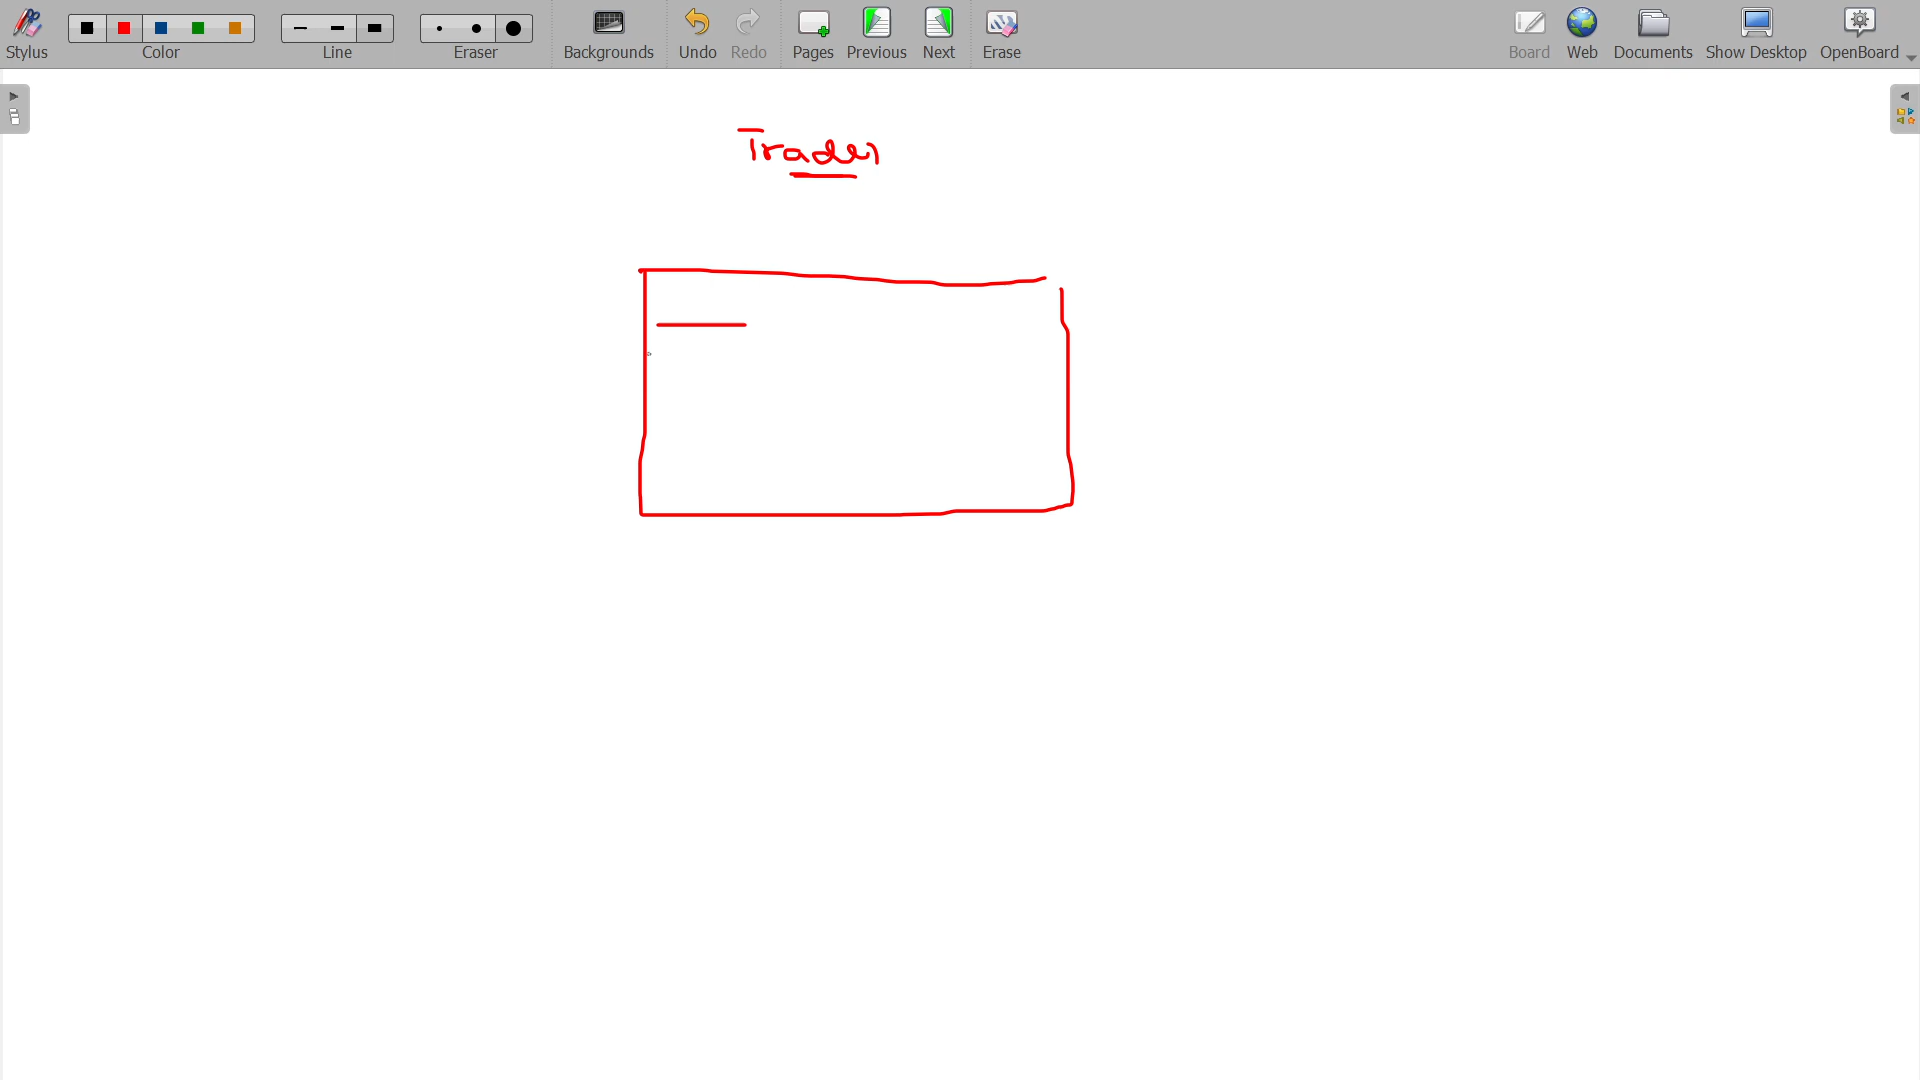 Stylus
Color
Line
Eraser
Backgrounds
Undo
Redo
Pages
Previous
Next
Erase
Board
Web
Documents
Show Desktop
OpenBoard
Trader